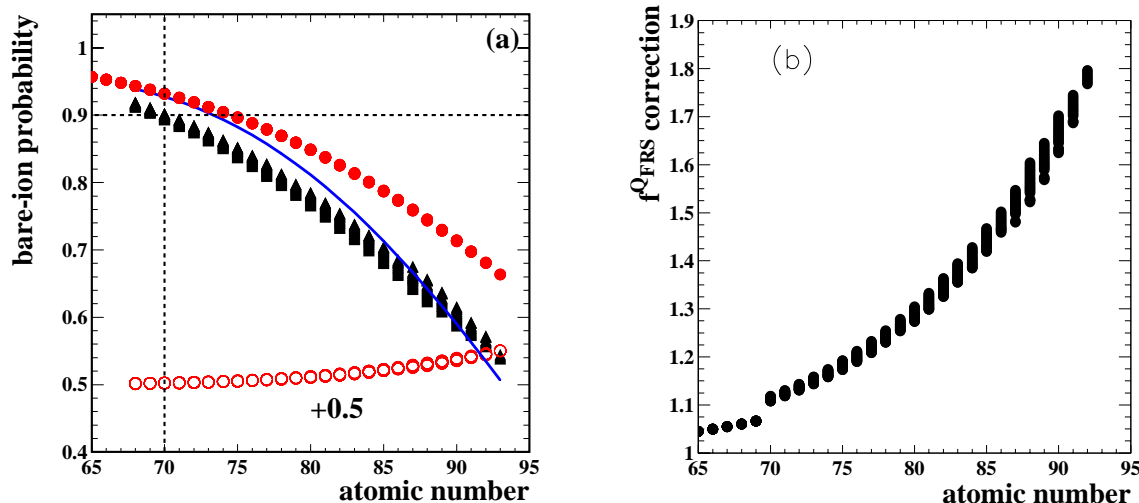 (a)
bare-ion probability
1
0.9
0.8
0.7
0.6
0.5
0.4
+0.5
65 70 75 80 85 90 95
atomic number
(b)
f^Q_FRS correction
1.9
1.8
1.7
1.6
1.5
1.4
1.3
1.2
1.1
1
65 70 75 80 85 90 95
atomic number